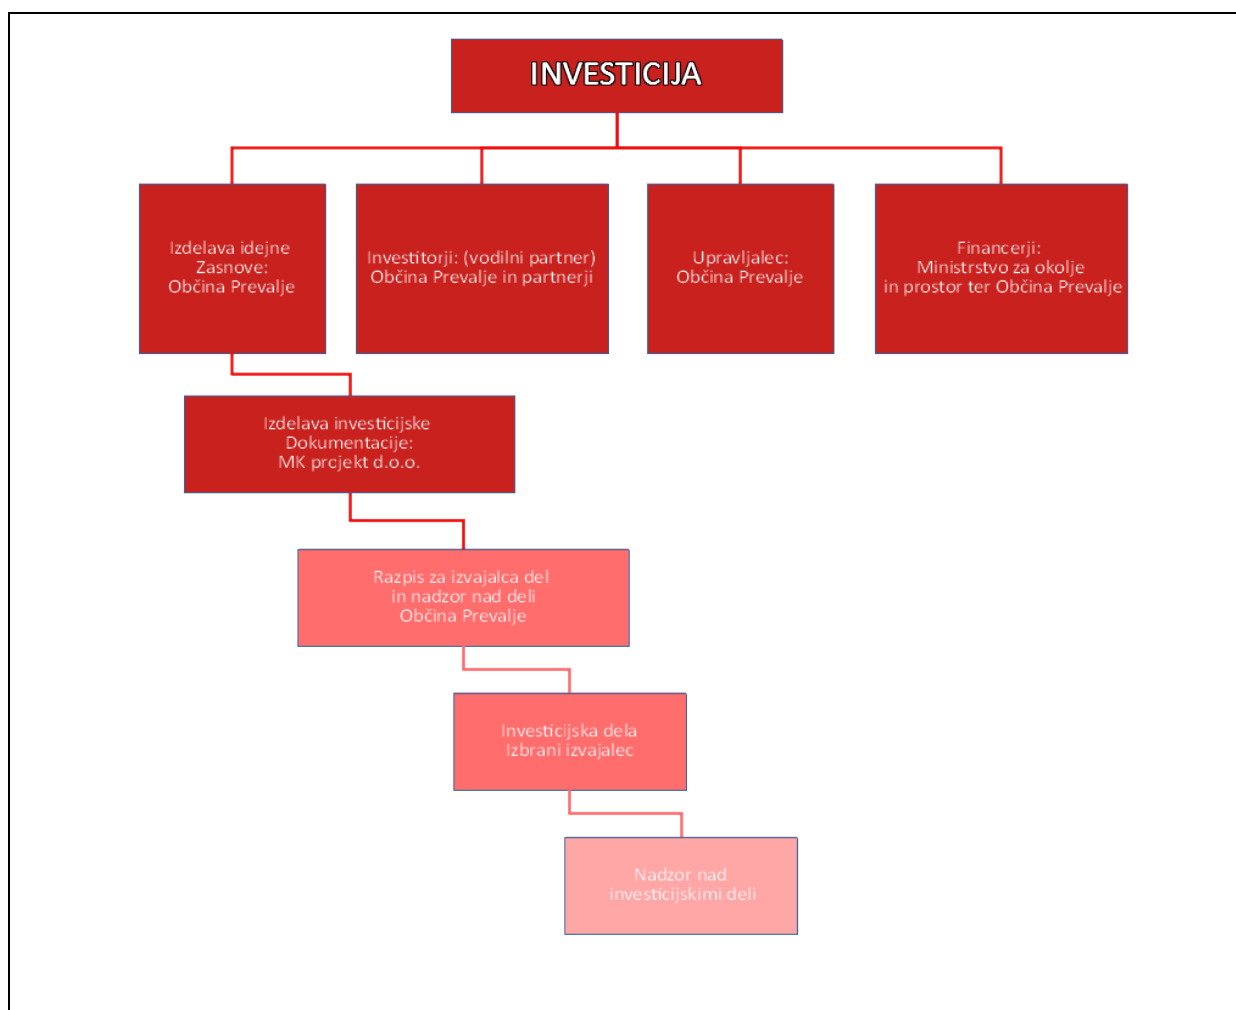 INVESTICIJA
Izdelava idejne
Zasnove:
Občina Prevalje
Investitorji: (vodilni partner)
Občina Prevalje in partnerji
Upravljalec:
Občina Prevalje
Financerji:
Ministrstvo za okolje
in prostor ter Občina Prevalje
Izdelava investicijske
Dokumentacije:
MK projekt d.o.o.
Razpis za izvajalca del
in nadzor nad deli
Občina Prevalje
Investicijska dela
Izbrani izvajalec
Nadzor nad
investicijskimi deli